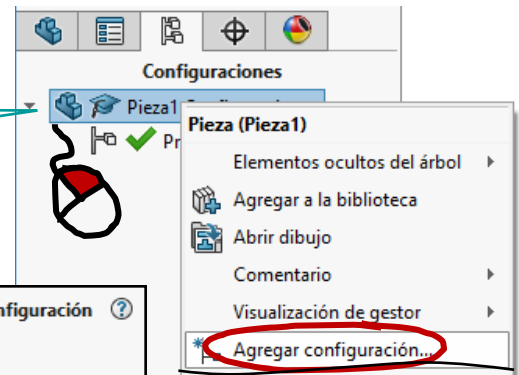 Configuraciones
Pieza1
Pr
Pieza (Pieza1)
Elementos ocultos del árbol
Agregar a la biblioteca
Abrir dibujo
Comentario
Visualización de gestor
Agregar configuración...
nfiguración ?